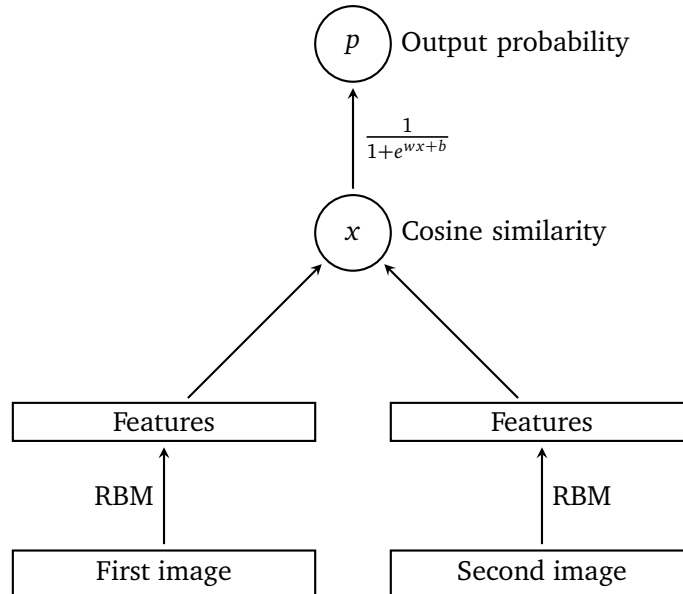 p Output probability
1
1+e^{wx+b}
x Cosine similarity
Features Features
RBM RBM
First image Second image